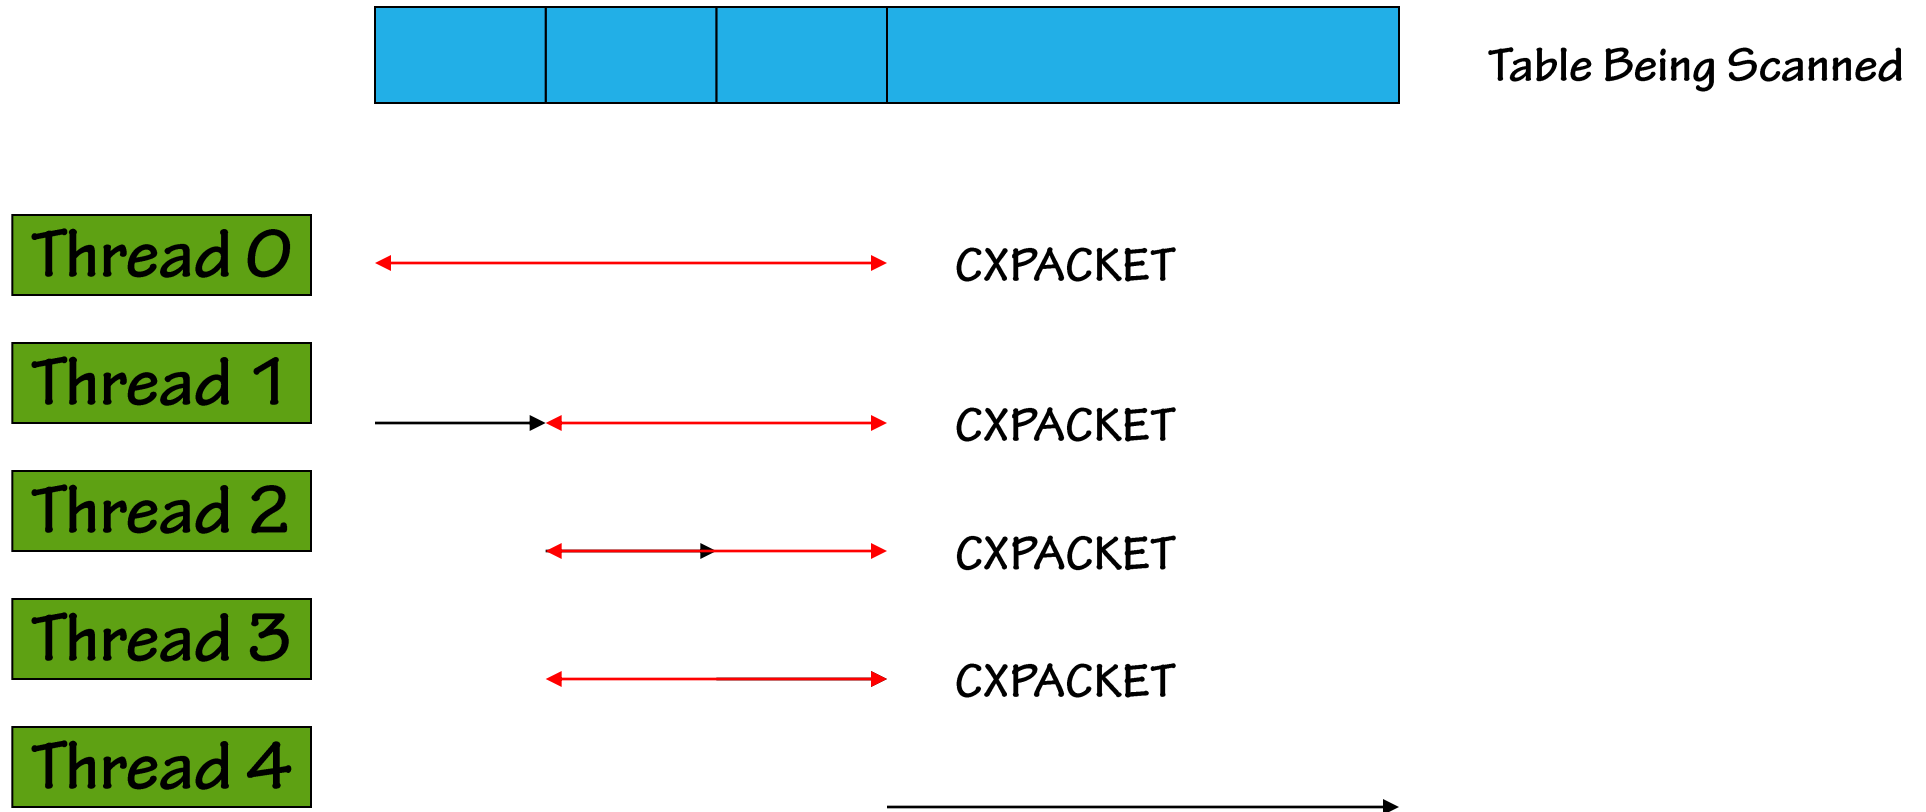 Table Being Scanned
Thread 0
CXPACKET
Thread 1
CXPACKET
Thread 2
CXPACKET
Thread 3
CXPACKET
Thread 4